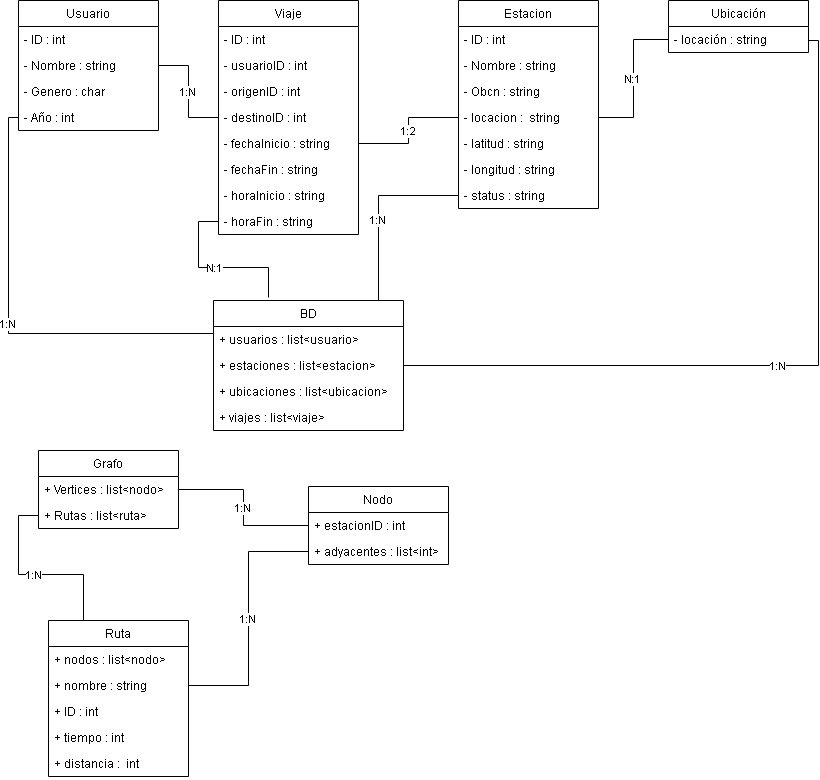 Usuario
- ID : int
- Nombre : string
- Genero : char
- Año : int
1:N
Viaje
- ID : int
- usuarioID : int
- origenID : int
- destinoID : int
- fechaInicio : string
- fechaFin : string
- horaInicio : string
- horaFin : string
1:2
Estacion
- ID : int
- Nombre : string
- Obcn : string
- locacion :  string
- latitud : string
- longitud : string
- status : string
N:1
Ubicación
- locación : string
1:N
N:1
1:N
1:N
BD
+ usuarios : list<usuario>
+ estaciones : list<estacion>
+ ubicaciones : list<ubicacion>
+ viajes : list<viaje>
Grafo
+ Vertices : list<nodo>
+ Rutas : list<ruta>
1:N
Nodo
+ estacionID : int
+ adyacentes : list<int>
1:N
1:N
Ruta
+ nodos : list<nodo>
+ nombre : string
+ ID : int
+ tiempo : int
+ distancia :  int